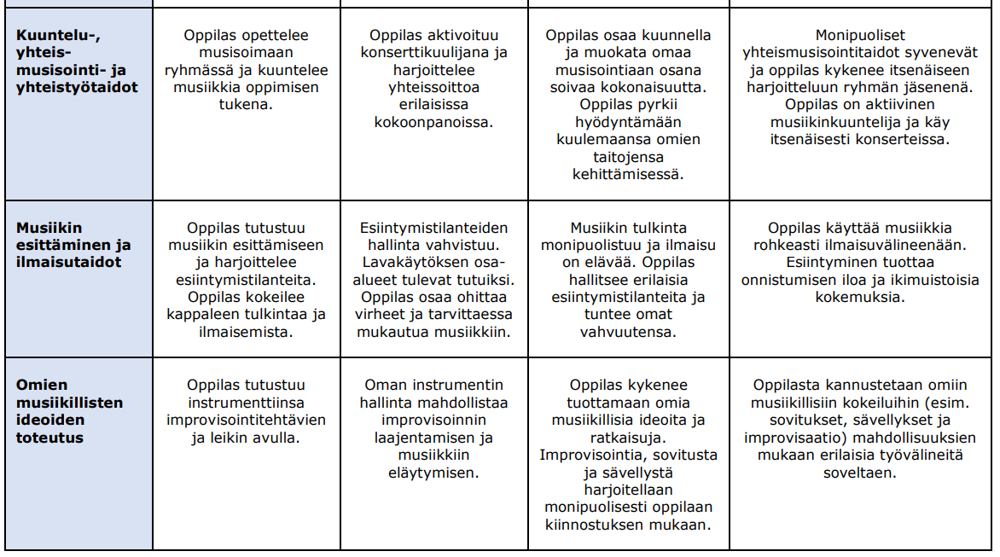 Kuuntelu-,
yhteis-
musisointi- ja
yhteistyötaidot
Oppilas opettelee
musisoimaan
ryhmässä ja kuuntelee
musiikkia oppimisen
tukena.
Oppilas aktivoituu
konserttikuulijana ja
harjoittelee
yhteissoittoa
erilaisissa
kokoonpanoissa.
Oppilas osaa kuunnella
ja muokata omaa
musisointiaan osana
soivaa kokonaisuutta.
Oppilas pyrkii
hyödyntämään
kuulemaansa omien
taitojensa
kehittämisessä.
Monipuoliset
yhteismusisointitaidot syvenevät
ja oppilas kykenee itsenäiseen
harjoitteluun ryhmän jäsenenä.
Oppilas on aktiivinen
musiikinkuuntelija ja käy
itsenäisesti konserteissa.
Musiikin
esittäminen ja
ilmaisutaidot
Oppilas tutustuu
musiikin esittämiseen
ja harjoittelee
esiintymistilanteita.
Oppilas kokeilee
kappaleen tulkintaa ja
ilmaisemista.
Esiintymistilanteiden
hallinta vahvistuu.
Lavakäytöksen osa-
alueet tulevat tutuiksi.
Oppilas osaa ohittaa
virheet ja tarvittaessa
mukautua musiikkiin.
Musiikin tulkinta
monipuolistuu ja ilmaisu
on elävää. Oppilas
hallitsee erilaisia
esiintymistilanteita ja
tuntee omat
vahvuutensa.
Oppilas käyttää musiikkia
rohkeasti ilmaisuvälineenään.
Esiintyminen tuottaa
onnistumisen iloa ja ikimuistoisia
kokemuksia.
Omien
musiikillisten
ideoiden
toteutus
Oppilas tutustuu
instrumenttiinsa
improvisointitehtävien
ja leikin avulla.
Oman instrumentin
hallinta mahdollistaa
improvisoinnin
laajentamisen ja
musiikkiin
eläytymisen.
Oppilas kykenee
tuottamaan omia
musiikillisia ideoita ja
ratkaisuja.
Improvisointia, sovitusta
ja sävellystä
harjoitellaan
monipuolisesti oppilaan
kiinnostuksen mukaan.
Oppilasta kannustetaan omiin
musiikillisiin kokeiluihin (esim.
sovitukset, sävellykset ja
improvisaatio) mahdollisuuksien
mukaan erilaisia työvälineitä
soveltaen.